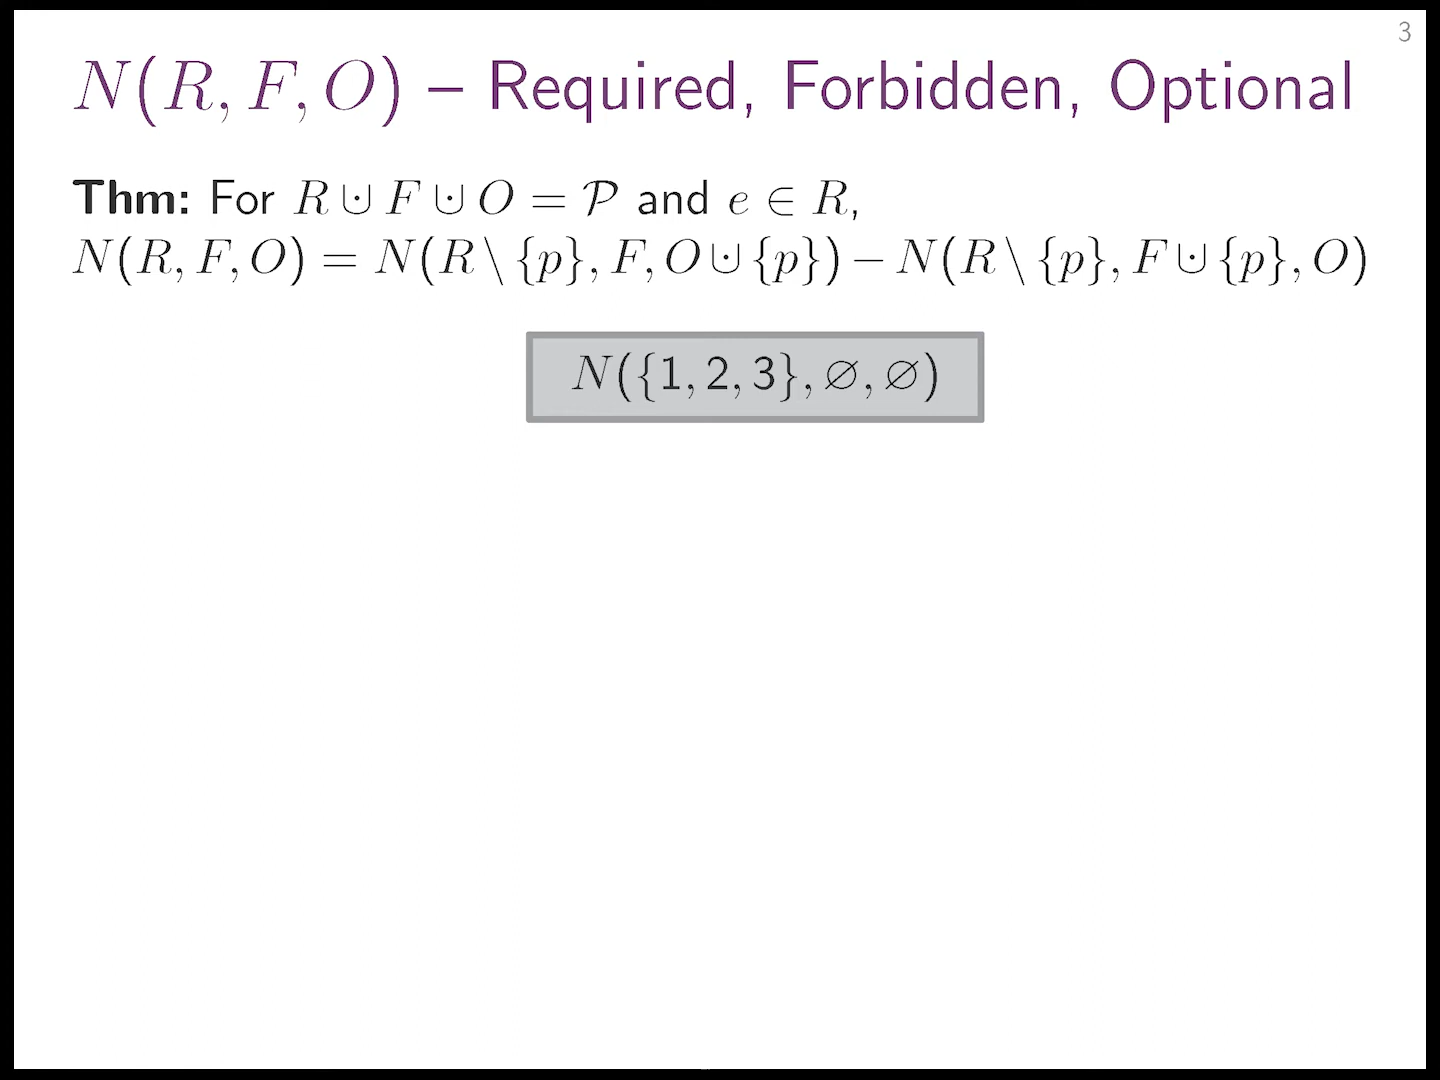 3
N(R, F, O) – Required, Forbidden, Optional
Thm: For R ⊍ F ⊍ O = 𝒫 and e ∈ R,
N(R, F, O) = N(R \ {p}, F, O ⊍ {p}) − N(R \ {p}, F ⊍ {p}, O)
N({1, 2, 3}, ∅, ∅)